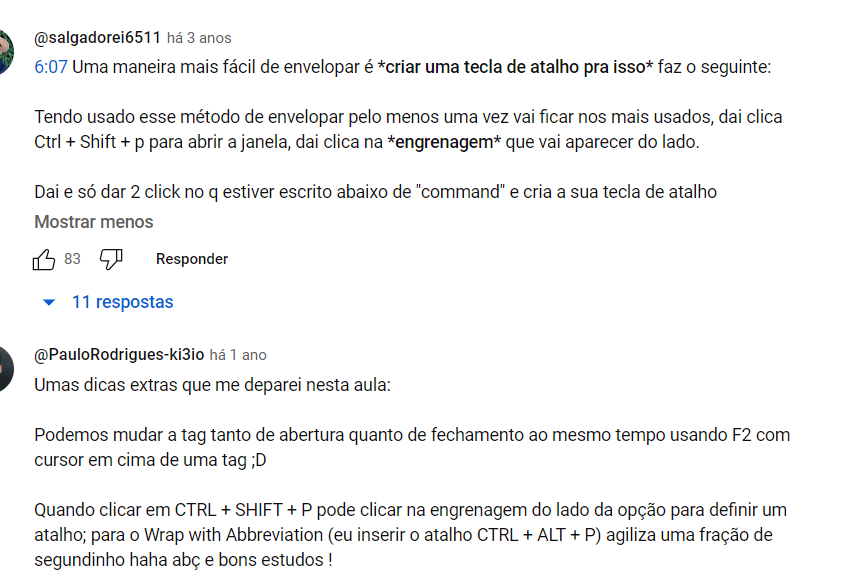 @salgadorei6511 há 3 anos
6:07 Uma maneira mais fácil de envelopar é *criar uma tecla de atalho pra isso* faz o seguinte:
Tendo usado esse método de envelopar pelo menos uma vez vai ficar nos mais usados, dai clica
Ctrl + Shift + p para abrir a janela, dai clica na *engrenagem* que vai aparecer do lado.
Dai e só dar 2 click no q estiver escrito abaixo de "command" e cria a sua tecla de atalho
Mostrar menos
83 Responder
11 respostas
@PauloRodrigues-ki3io há 1 ano
Umas dicas extras que me deparei nesta aula:
Podemos mudar a tag tanto de abertura quanto de fechamento ao mesmo tempo usando F2 com
cursor em cima de uma tag ;D
Quando clicar em CTRL + SHIFT + P pode clicar na engrenagem do lado da opção para definir um
atalho; para o Wrap with Abbreviation (eu inserir o atalho CTRL + ALT + P) agiliza uma fração de
segundinho haha abç e bons estudos !